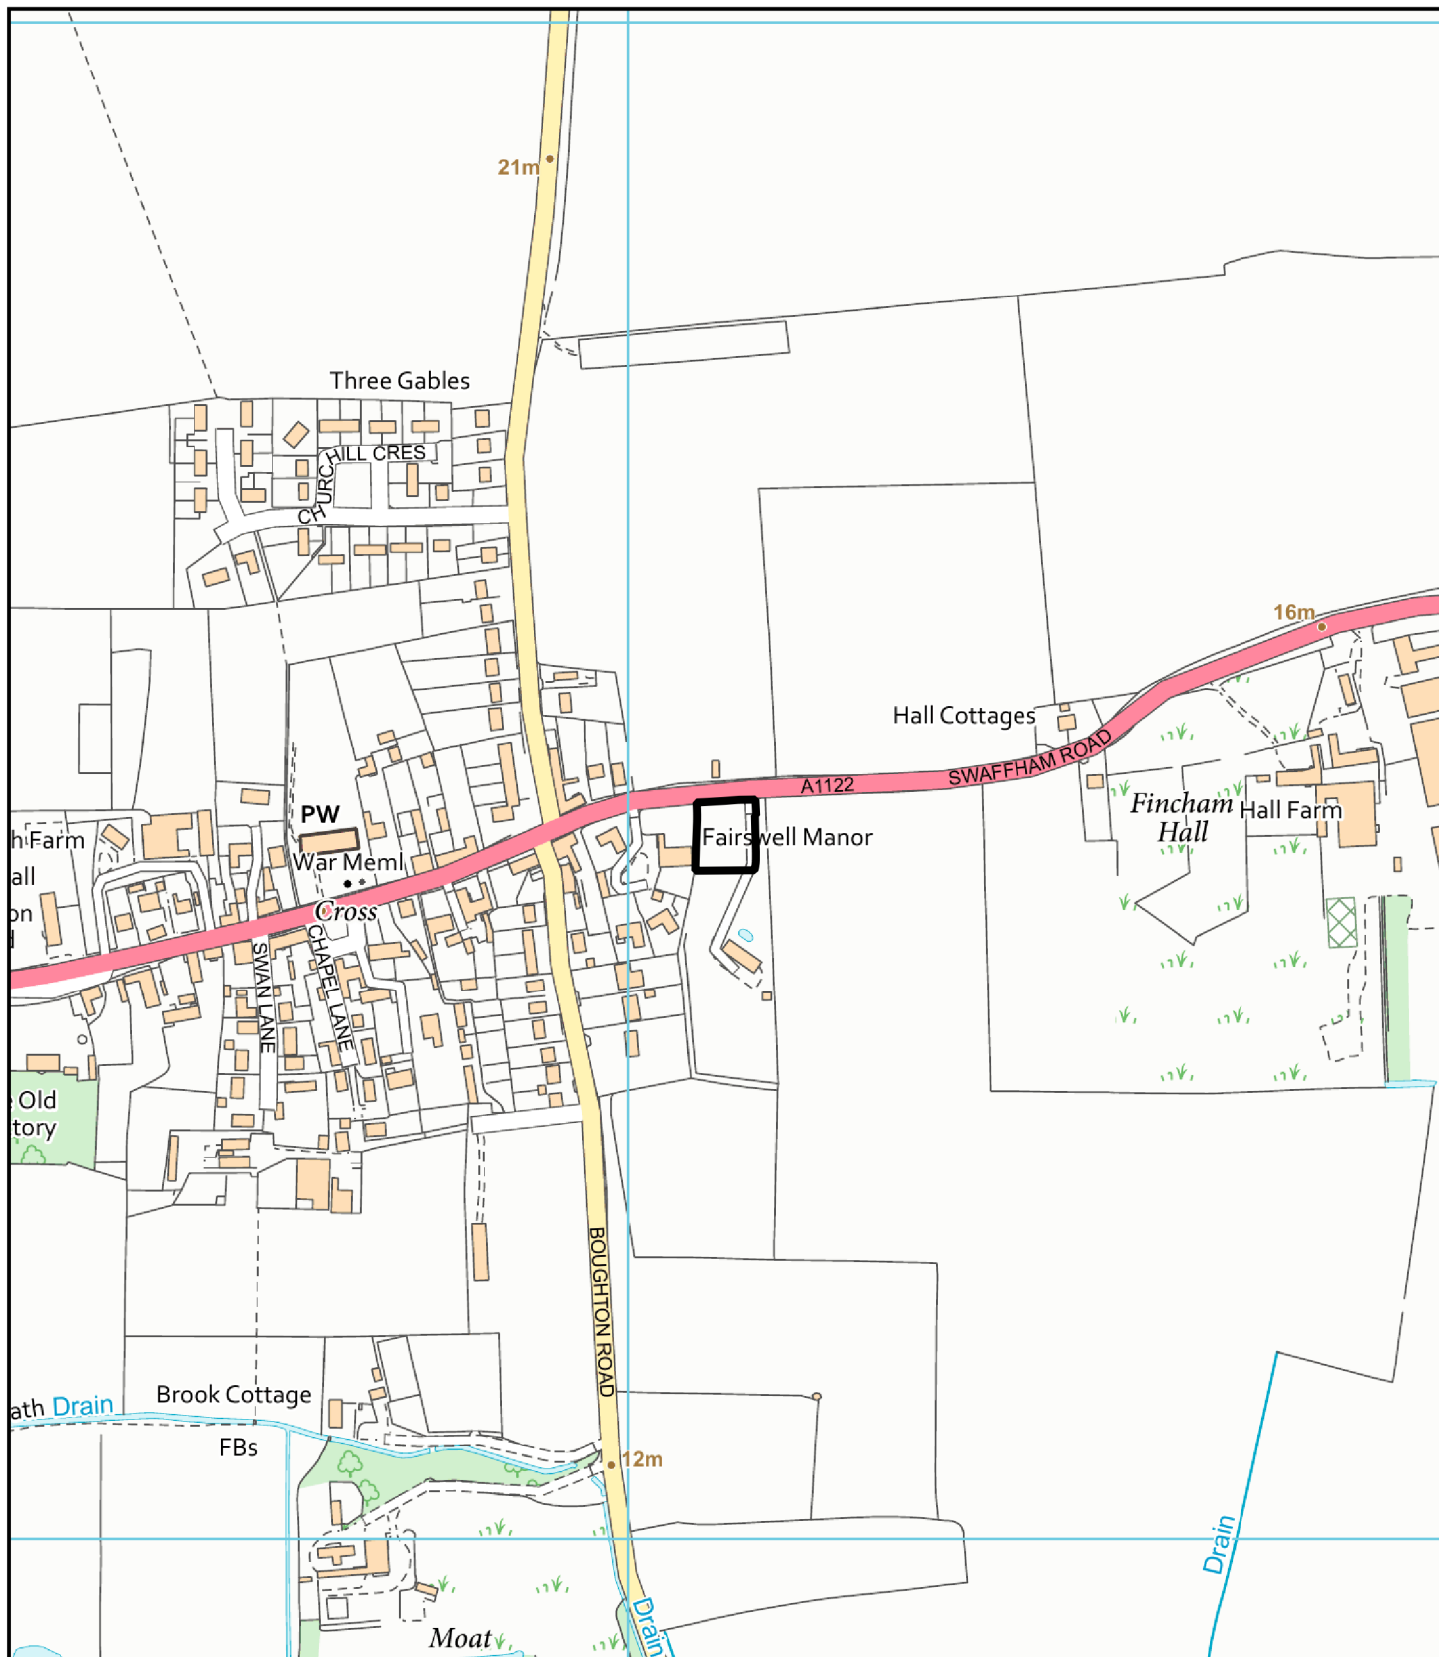 21m
Three Gables
CHURCHILL CRES
16m
Hall Cottages
SWAFFHAM ROAD
A1122
Fincham
Hall
Hall Farm
PW
Fairswell Manor
h Farm
War Meml
all
on
Cross
SWAN LANE
CHAPEL LANE
e Old
tory
BOUGHTON ROAD
Brook Cottage
ath Drain
FBs
12m
Drain
Drain
Moat